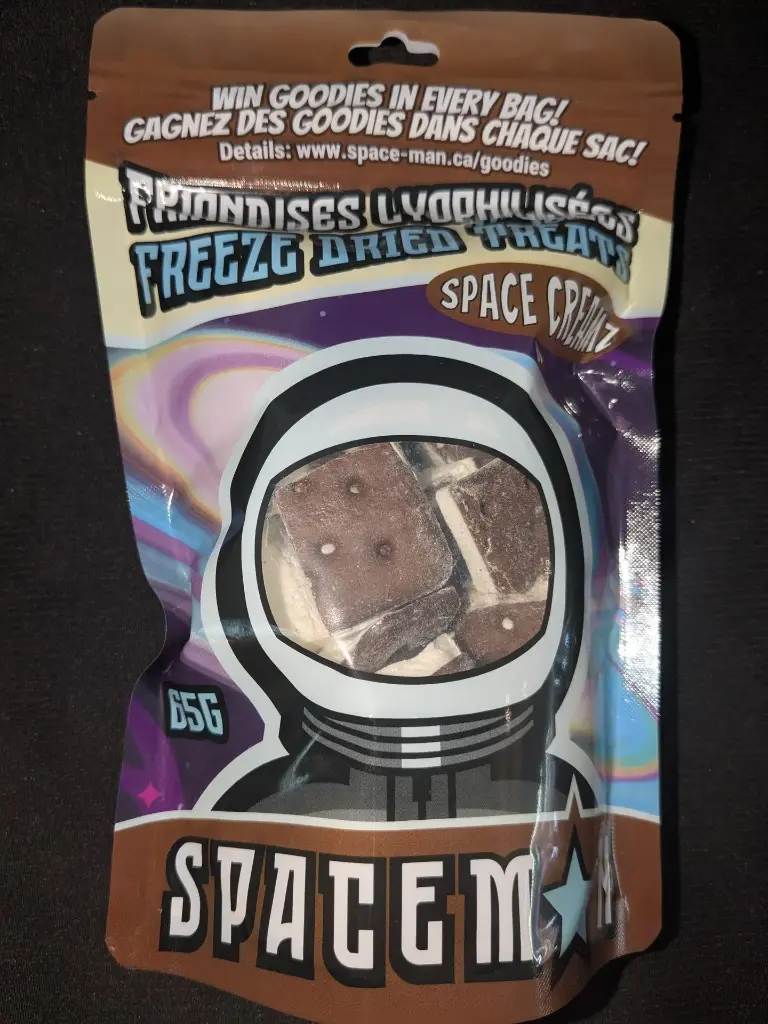 WIN GOODIES IN EVERY BAG!
GAGNEZ DES GOODIES DANS CHAQUE SAC!
Details: www.space-man.ca/goodies
FRIANDISES LYOPHILISÉES
FREEZE DRIED TREATS
SPACE CREAMZ
65G
SPACEM★N